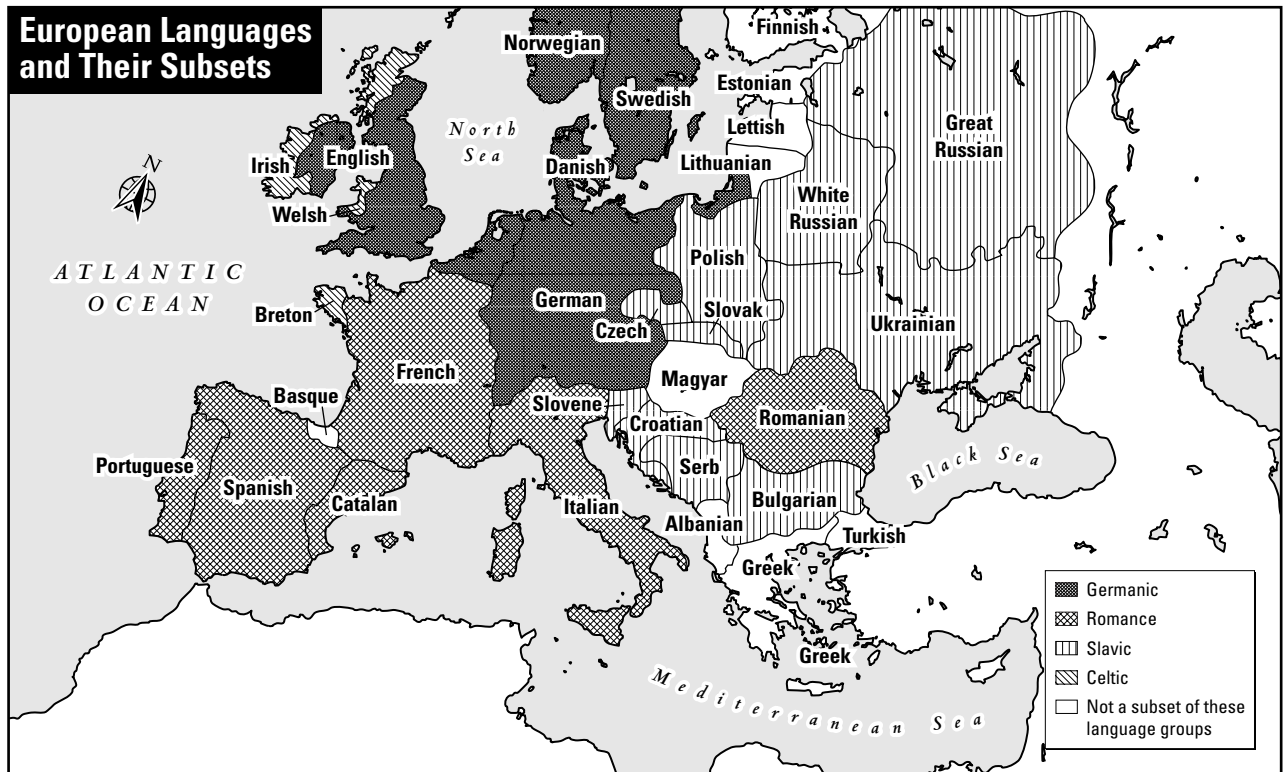 European Languages
and Their Subsets
Finnish
Norwegian
Estonian
Swedish
Lettish
Great
Russian
North
Sea
Irish
English
Danish
Lithuanian
N
White
Russian
Welsh
Polish
ATLANTIC
OCEAN
German
Slovak
Breton
Czech
Ukrainian
French
Magyar
Basque
Slovene
Romanian
Croatian
Portuguese
Serb
Black Sea
Spanish
Catalan
Italian
Bulgarian
Albanian
Turkish
Greek
Greek
Mediterranean Sea
Germanic
Romance
Slavic
Celtic
Not a subset of these
language groups